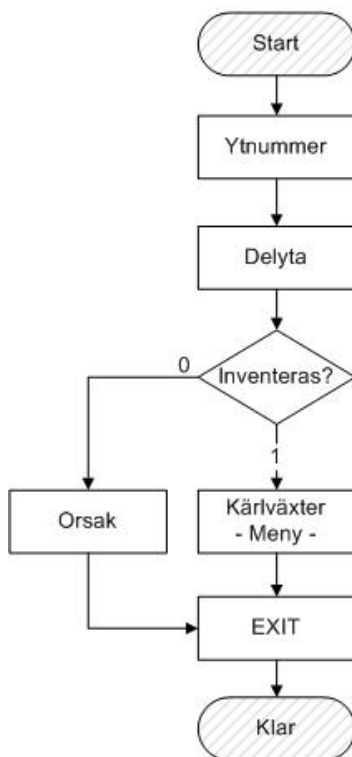 Start
Ytnummer
Delyta
Inventeras?
0
1
Orsak
Kärlväxter
- Meny -
EXIT
Klar